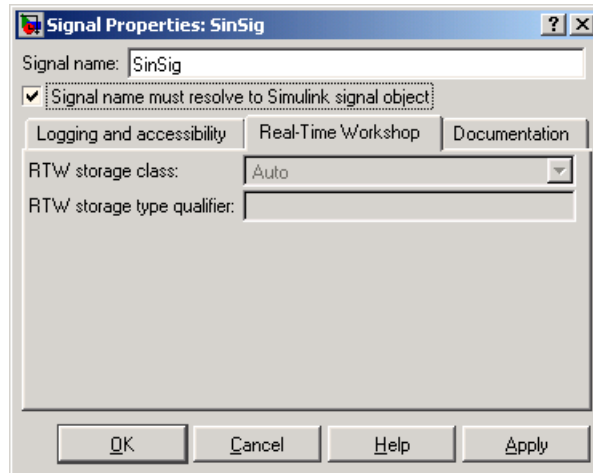 Signal Properties: SinSig
Signal name: SinSig
Signal name must resolve to Simulink signal object
Logging and accessibility Real-Time Workshop Documentation
RTW storage class: Auto
RTW storage type qualifier:
OK Cancel Help Apply